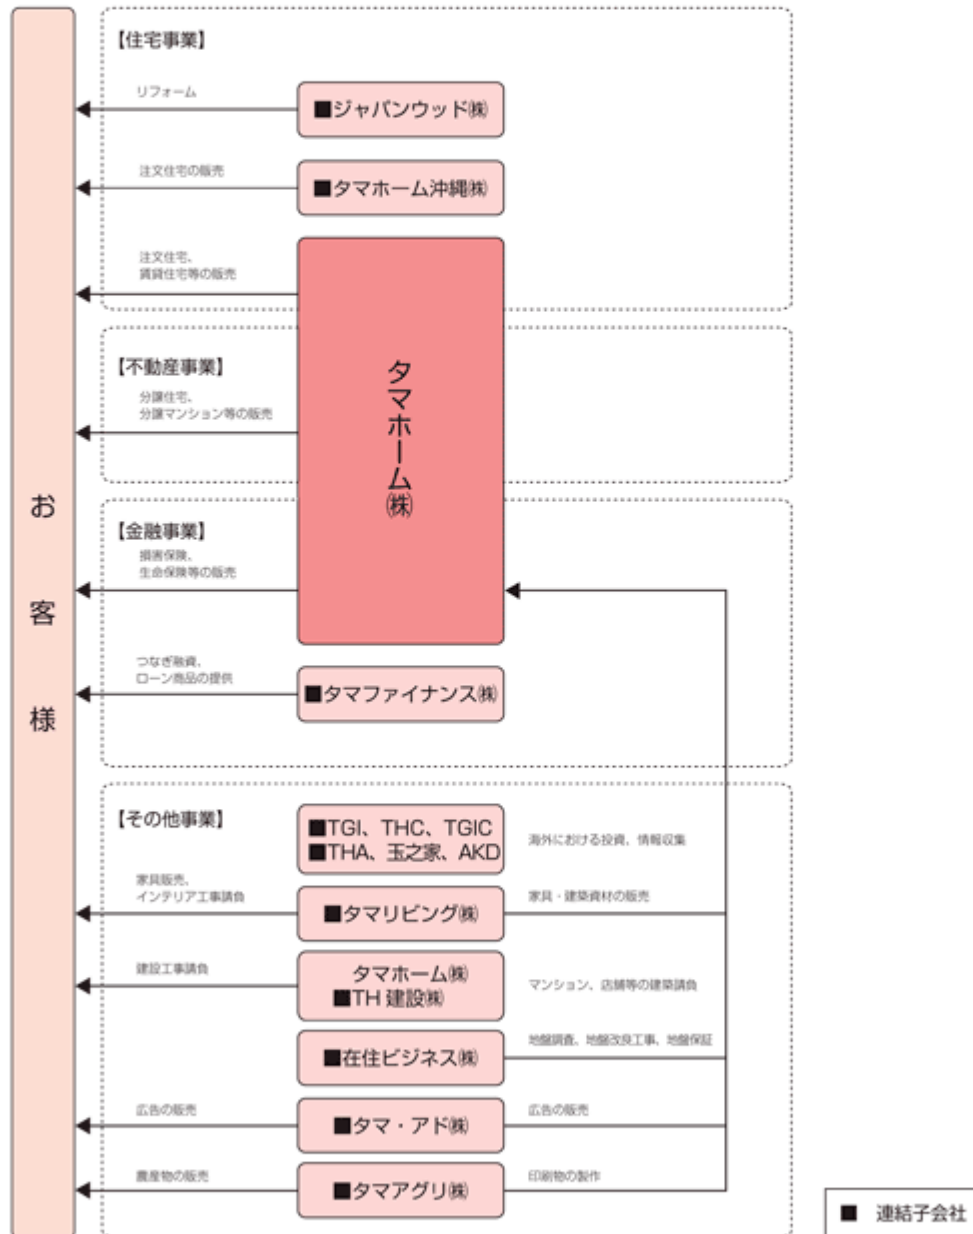 お客様
【住宅事業】
リフォーム
■ジャパンウッド㈱
注文住宅の販売
■タマホーム沖縄㈱
注文住宅、
賃貸住宅等の販売
タマホーム㈱
【不動産事業】
分譲住宅、
分譲マンション等の販売
【金融事業】
損害保険、
生命保険等の販売
つなぎ融資、
ローン商品の提供
■タマファイナンス㈱
【その他事業】
■TGI、THC、TGIC
■THA、玉之家、AKD
海外における投資、情報収集
家具販売、
インテリア工事請負
■タマリビング㈱
家具・建築資材の販売
建設工事請負
タマホーム㈱
■TH 建設㈱
マンション、店舗等の建築請負
■在住ビジネス㈱
地盤調査、地盤改良工事、地盤保証
広告の販売
■タマ・アド㈱
広告の販売
農産物の販売
■タマアグリ㈱
印刷物の製作
■ 連結子会社